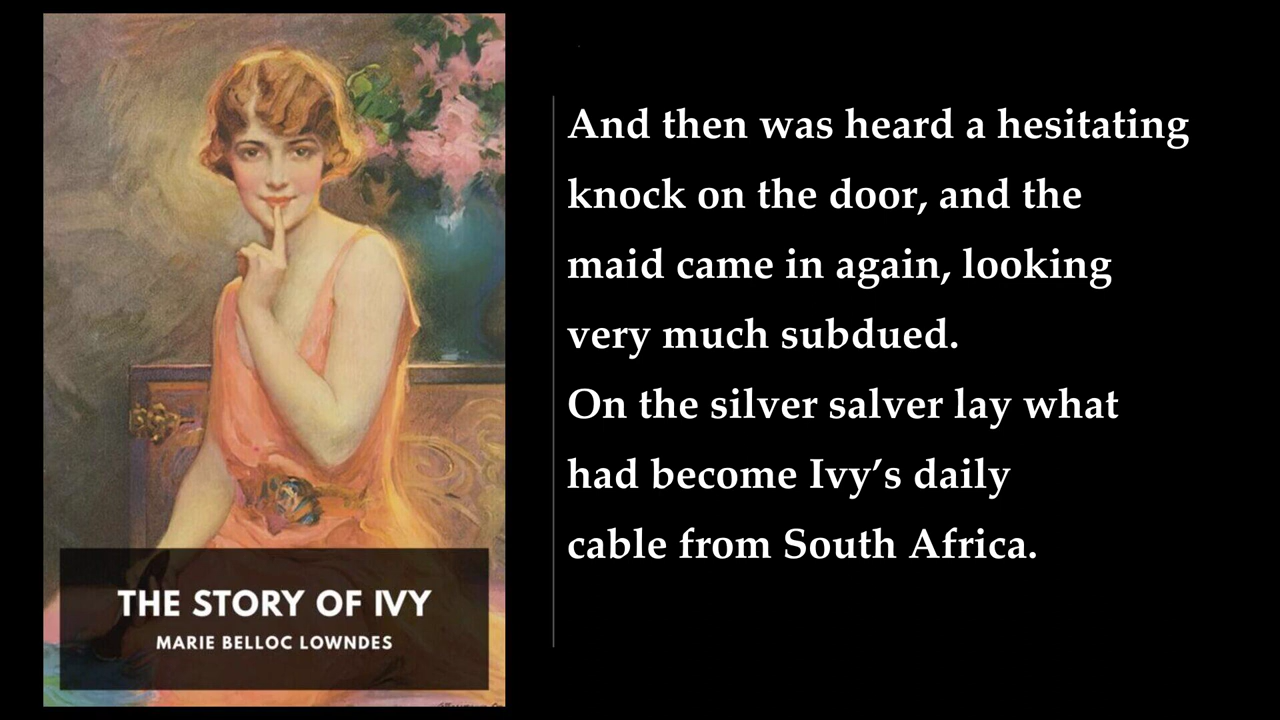 And then was heard a hesitating
knock on the door, and the
maid came in again, looking
very much subdued.
On the silver salver lay what
had become Ivy’s daily
cable from South Africa.
THE STORY OF IVY
MARIE BELLOC LOWNDES